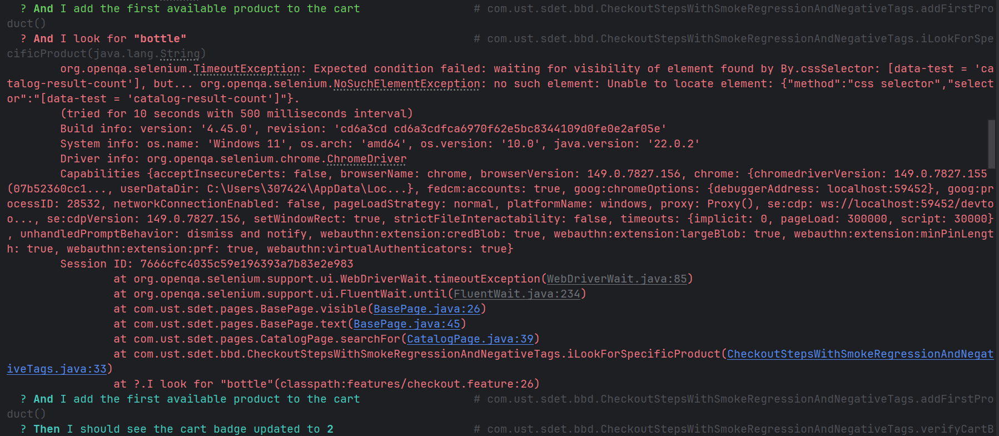 ? And I add the first available product to the cart # com.ust.sdet.bbd.CheckoutStepsWithSmokeRegressionAndNegativeTags.addFirstPro
duct()
? And I look for "bottle" # com.ust.sdet.bbd.CheckoutStepsWithSmokeRegressionAndNegativeTags.iLookForSpe
cificProduct(java.lang.String)
org.openqa.selenium.TimeoutException: Expected condition failed: waiting for visibility of element found by By.cssSelector: [data-test = 'ca
talog-result-count'], but... org.openqa.selenium.NoSuchElementException: no such element: Unable to locate element: {"method":"css selector","select
or":"[data-test = 'catalog-result-count']"}.
(tried for 10 seconds with 500 milliseconds interval)
Build info: version: '4.45.0', revision: 'cd6a3cd cd6a3cdfca6970f62e5bc8344109d0fe0e2af05e'
System info: os.name: 'Windows 11', os.arch: 'amd64', os.version: '10.0', java.version: '22.0.2'
Driver info: org.openqa.selenium.chrome.ChromeDriver
Capabilities {acceptInsecureCerts: false, browserName: chrome, browserVersion: 149.0.7827.156, chrome: {chromedriverVersion: 149.0.7827.155
(07b52360cc1..., userDataDir: C:\Users\307424\AppData\Loc...}, fedcm:accounts: true, goog:chromeOptions: {debuggerAddress: localhost:59452}, goog:pr
ocessID: 28532, networkConnectionEnabled: false, pageLoadStrategy: normal, platformName: windows, proxy: Proxy(), se:cdp: ws://localhost:59452/devto
o..., se:cdpVersion: 149.0.7827.156, setWindowRect: true, strictFileInteractability: false, timeouts: {implicit: 0, pageLoad: 300000, script: 30000}
, unhandledPromptBehavior: dismiss and notify, webauthn:extension:credBlob: true, webauthn:extension:largeBlob: true, webauthn:extension:minPinLengt
h: true, webauthn:extension:prf: true, webauthn:virtualAuthenticators: true}
Session ID: 7666cfc4035c59e196393a7b83e2e983
at org.openqa.selenium.support.ui.WebDriverWait.timeoutException(WebDriverWait.java:85)
at org.openqa.selenium.support.ui.FluentWait.until(FluentWait.java:234)
at com.ust.sdet.pages.BasePage.visible(BasePage.java:26)
at com.ust.sdet.pages.BasePage.text(BasePage.java:45)
at com.ust.sdet.pages.CatalogPage.searchFor(CatalogPage.java:39)
at com.ust.sdet.bbd.CheckoutStepsWithSmokeRegressionAndNegativeTags.iLookForSpecificProduct(CheckoutStepsWithSmokeRegressionAndNegat
iveTags.java:33)
at ?.I look for "bottle"(classpath:features/checkout.feature:26)
? And I add the first available product to the cart # com.ust.sdet.bbd.CheckoutStepsWithSmokeRegressionAndNegativeTags.addFirstPro
duct()
? Then I should see the cart badge updated to 2 # com.ust.sdet.bbd.CheckoutStepsWithSmokeRegressionAndNegativeTags.verifyCartB